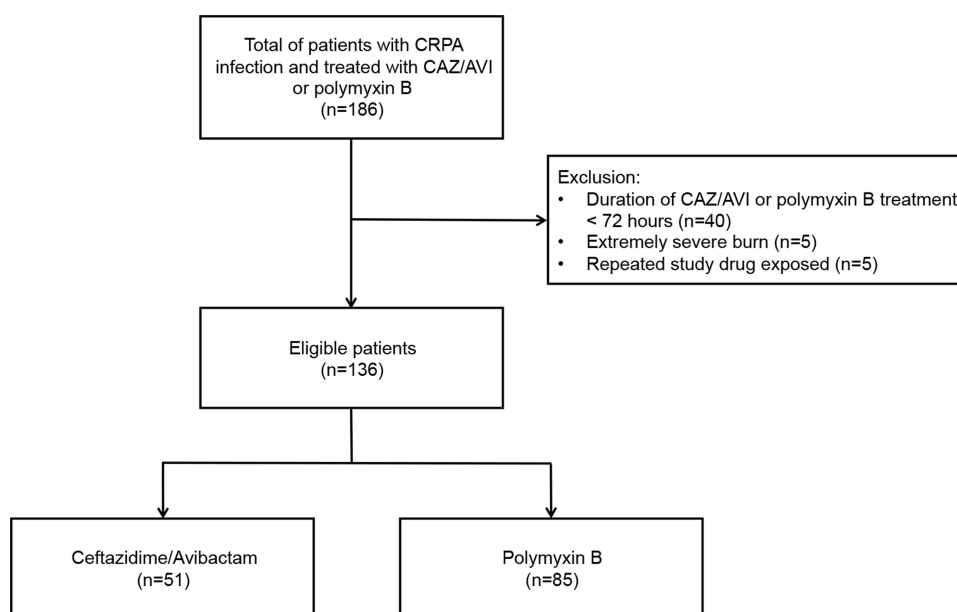 Total of patients with CRPA
infection and treated with CAZ/AVI
or polymyxin B
(n=186)
Exclusion:
• Duration of CAZ/AVI or polymyxin B treatment
< 72 hours (n=40)
• Extremely severe burn (n=5)
• Repeated study drug exposed (n=5)
Eligible patients
(n=136)
Ceftazidime/Avibactam
(n=51)
Polymyxin B
(n=85)